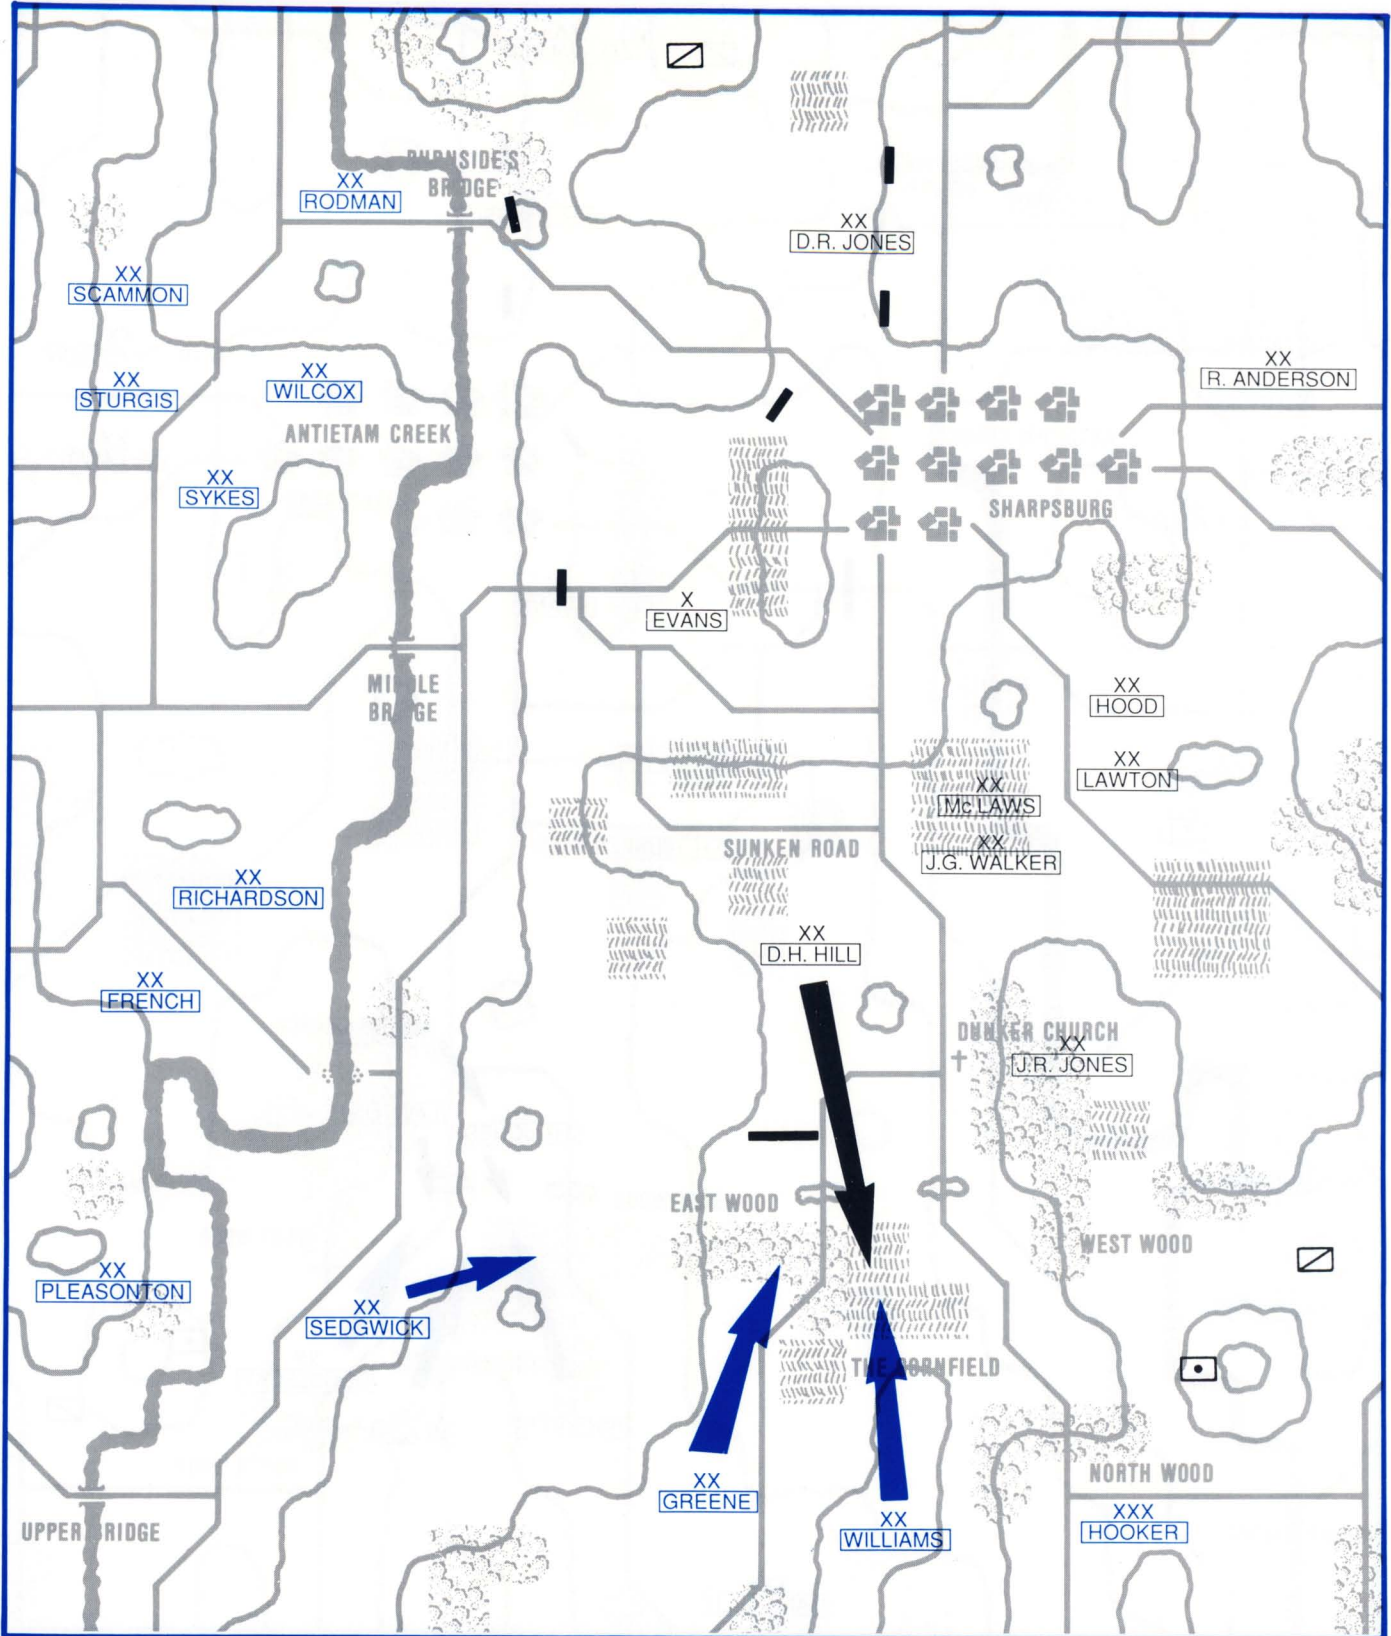 BURNSIDE'S
BRIDGE
XX
RODMAN
XX
D.R. JONES
XX
SCAMMON
XX
R. ANDERSON
XX
STURGIS
XX
WILCOX
ANTIETAM CREEK
XX
SYKES
SHARPSBURG
X
EVANS
MIDDLE
BRIDGE
XX
HOOD
XX
LAWTON
XX
Mc LAWS
SUNKEN ROAD
XX
J.G. WALKER
XX
RICHARDSON
XX
D.H. HILL
XX
FRENCH
DUNKER CHURCH
XX
J.R. JONES
EAST WOOD
WEST WOOD
XX
PLEASONTON
XX
SEDGWICK
THE CORNFIELD
NORTH WOOD
XX
GREENE
XX
WILLIAMS
XXX
HOOKER
UPPER BRIDGE